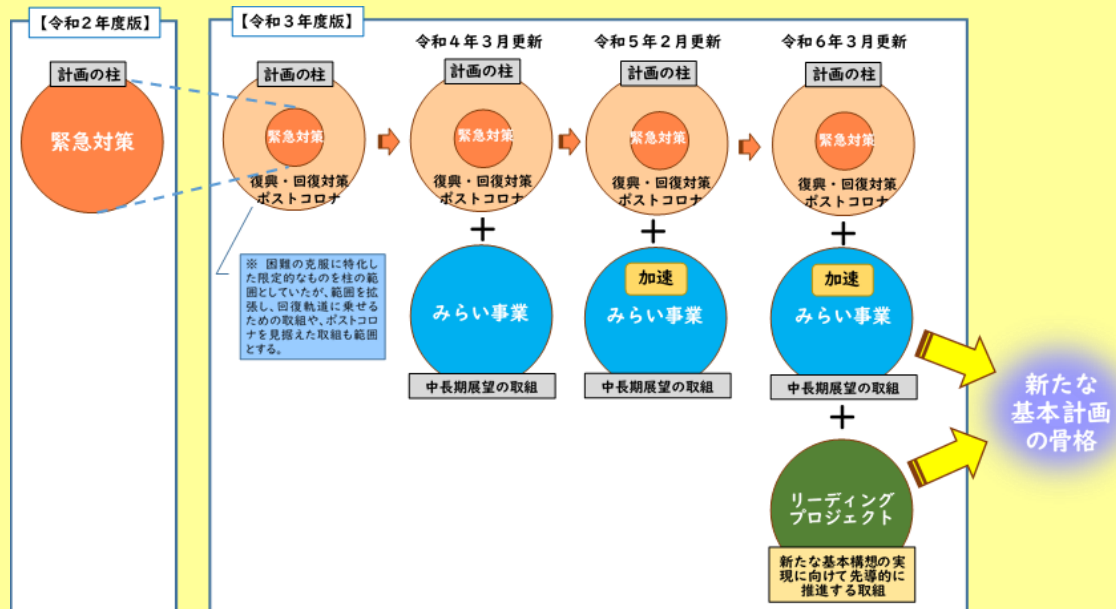 【令和2年度版】
計画の柱
緊急対策
【令和3年度版】
計画の柱
緊急対策
復興・回復対策
ポストコロナ
※ 困難の克服に特化し
た限定的なものを柱の範
囲としていたが、範囲を拡
張し、回復軌道に乗せる
ための取組や、ポストコロ
ナを見据えた取組も範囲
とする。
令和4年3月更新
計画の柱
緊急対策
復興・回復対策
ポストコロナ
+
みらい事業
中長期展望の取組
令和5年2月更新
計画の柱
緊急対策
復興・回復対策
ポストコロナ
+
加速
みらい事業
中長期展望の取組
令和6年3月更新
計画の柱
緊急対策
復興・回復対策
ポストコロナ
+
加速
みらい事業
中長期展望の取組
+
リーディング
プロジェクト
新たな基本構想の実
現に向けて先導的に
推進する取組
新たな
基本計画
の骨格